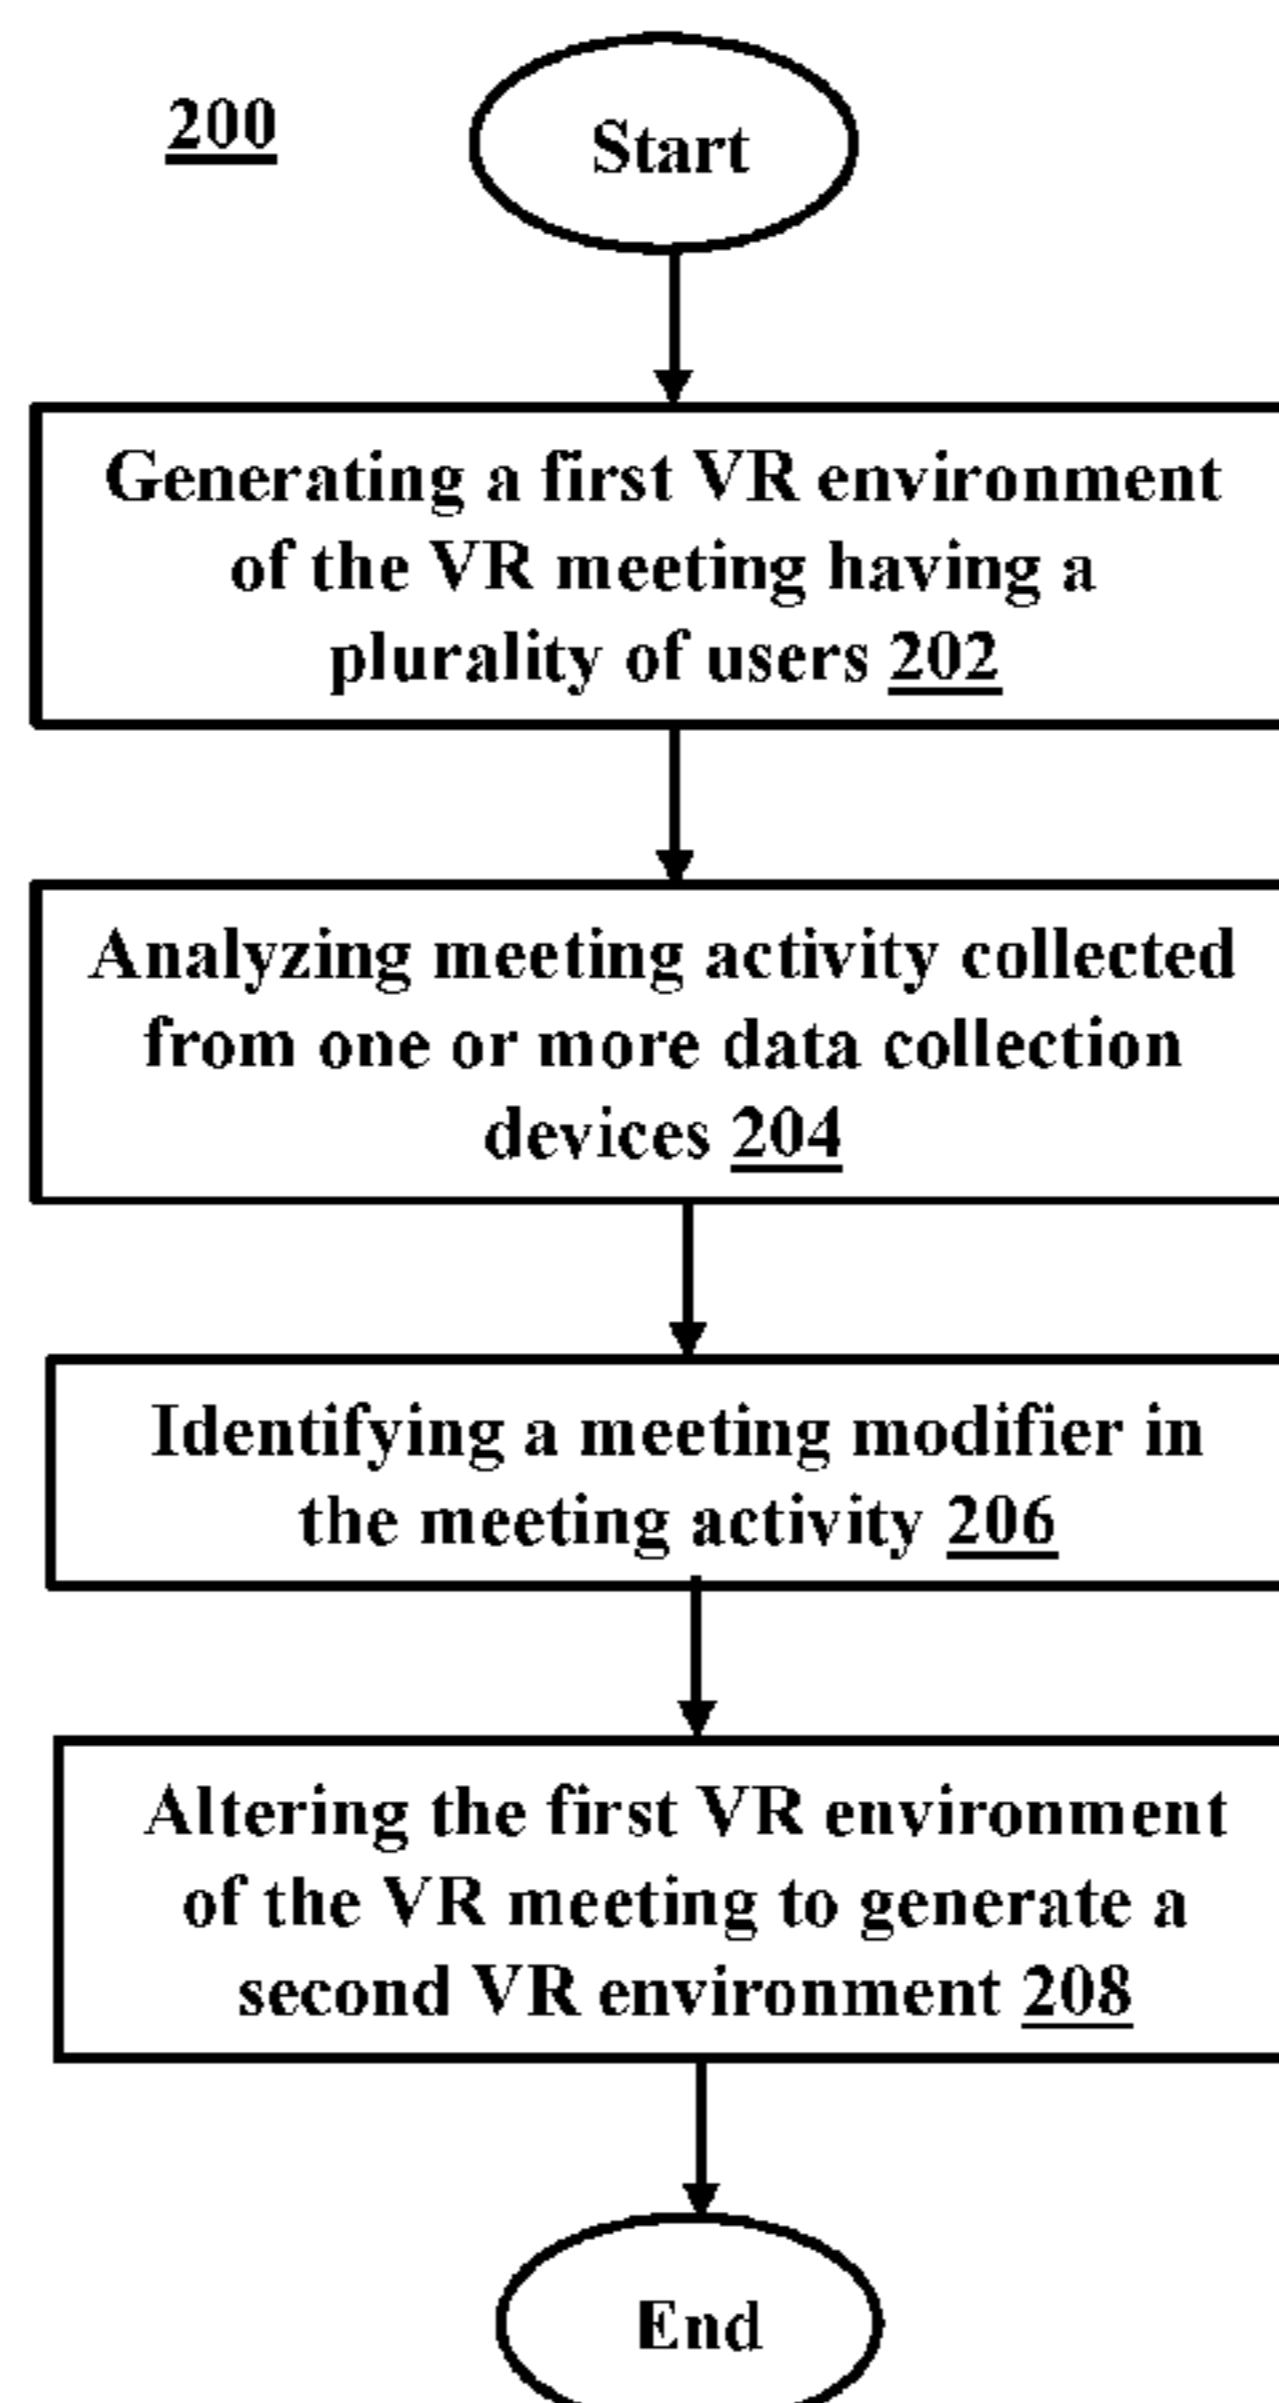 200
Start
Generating a first VR environment
of the VR meeting having a
plurality of users 202
Analyzing meeting activity collected
from one or more data collection
devices 204
Identifying a meeting modifier in
the meeting activity 206
Altering the first VR environment
of the VR meeting to generate a
second VR environment 208
End